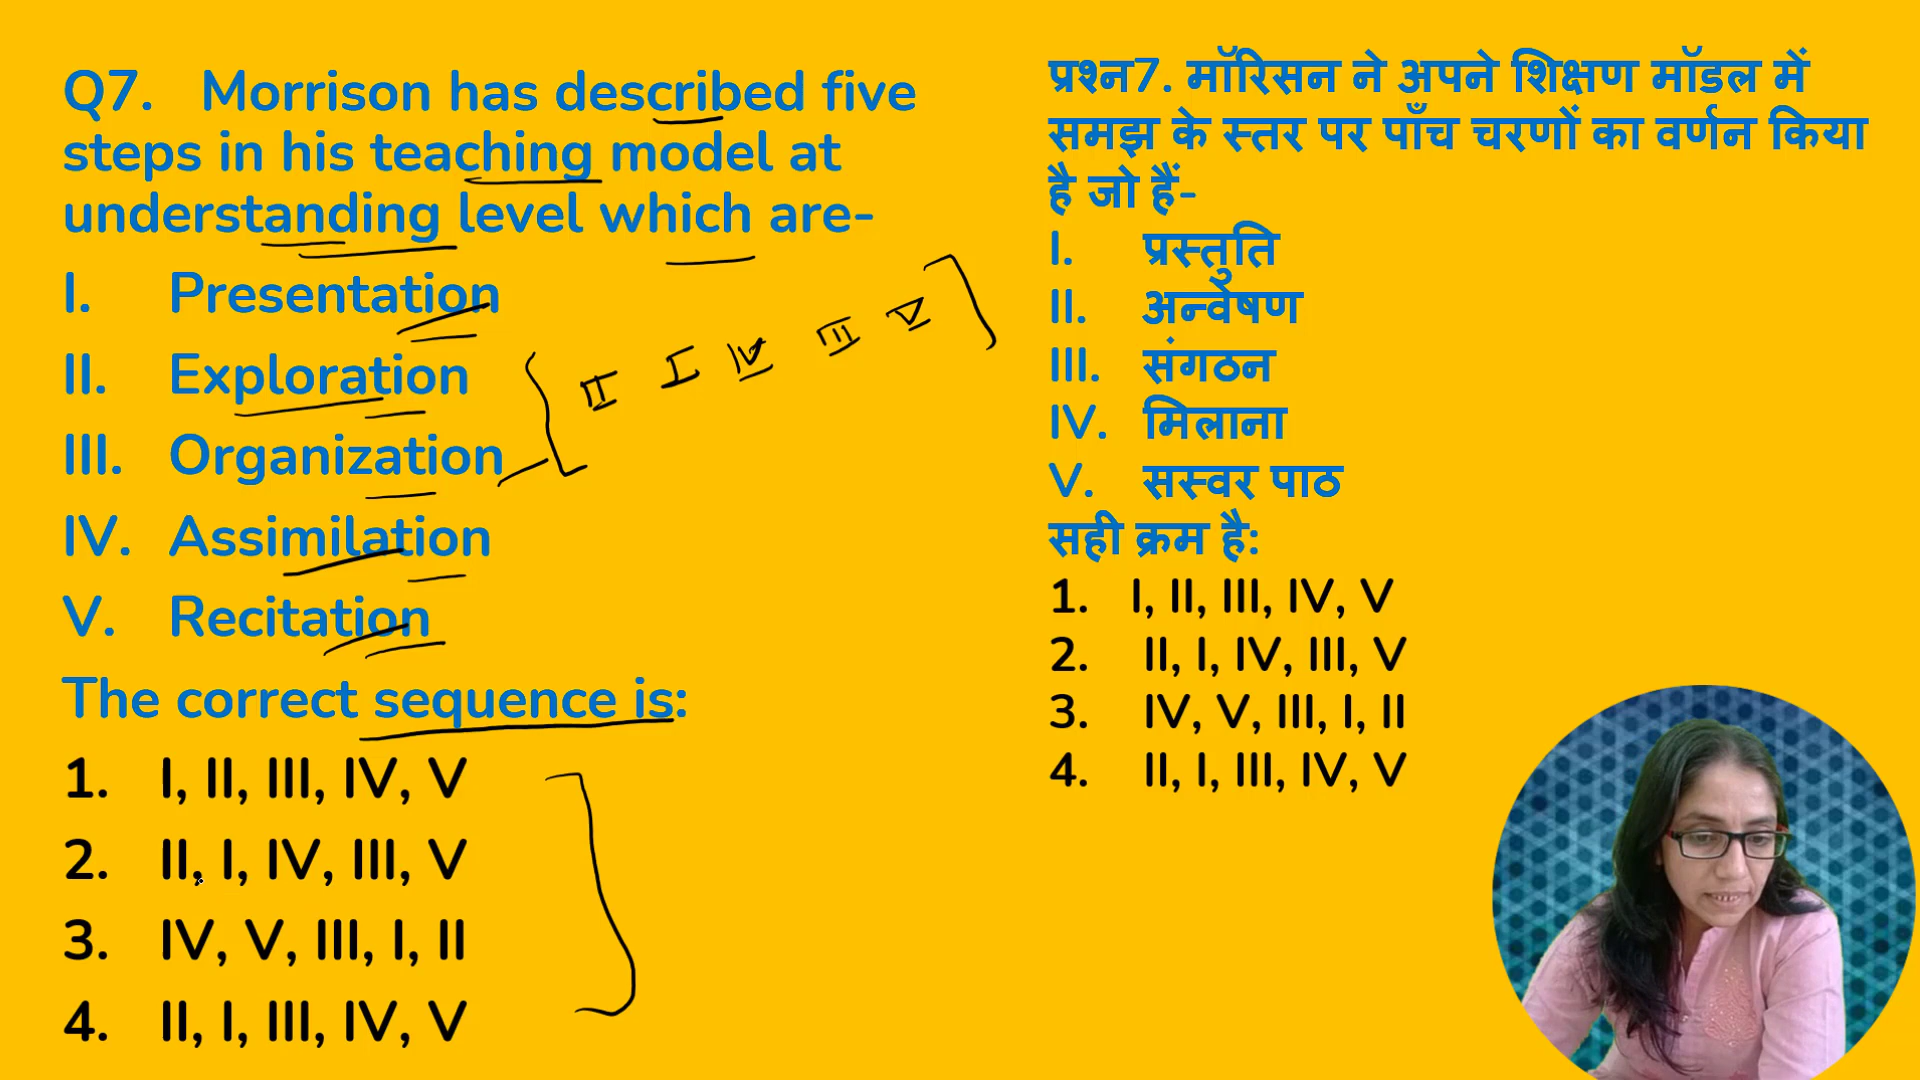 Q7. Morrison has described five
steps in his teaching model at
understanding level which are-
I. Presentation
II. Exploration
III. Organization
IV. Assimilation
V. Recitation
II I IV III V
The correct sequence is:
1. I, II, III, IV, V
2. II, I, IV, III, V
3. IV, V, III, I, II
4. II, I, III, IV, V
प्रश्न7. मॉरिसन ने अपने शिक्षण मॉडल में
समझ के स्तर पर पाँच चरणों का वर्णन किया
है जो हैं-
I. प्रस्तुति
II. अन्वेषण
III. संगठन
IV. मिलाना
V. सस्वर पाठ
सही क्रम है:
1. I, II, III, IV, V
2. II, I, IV, III, V
3. IV, V, III, I, II
4. II, I, III, IV, V